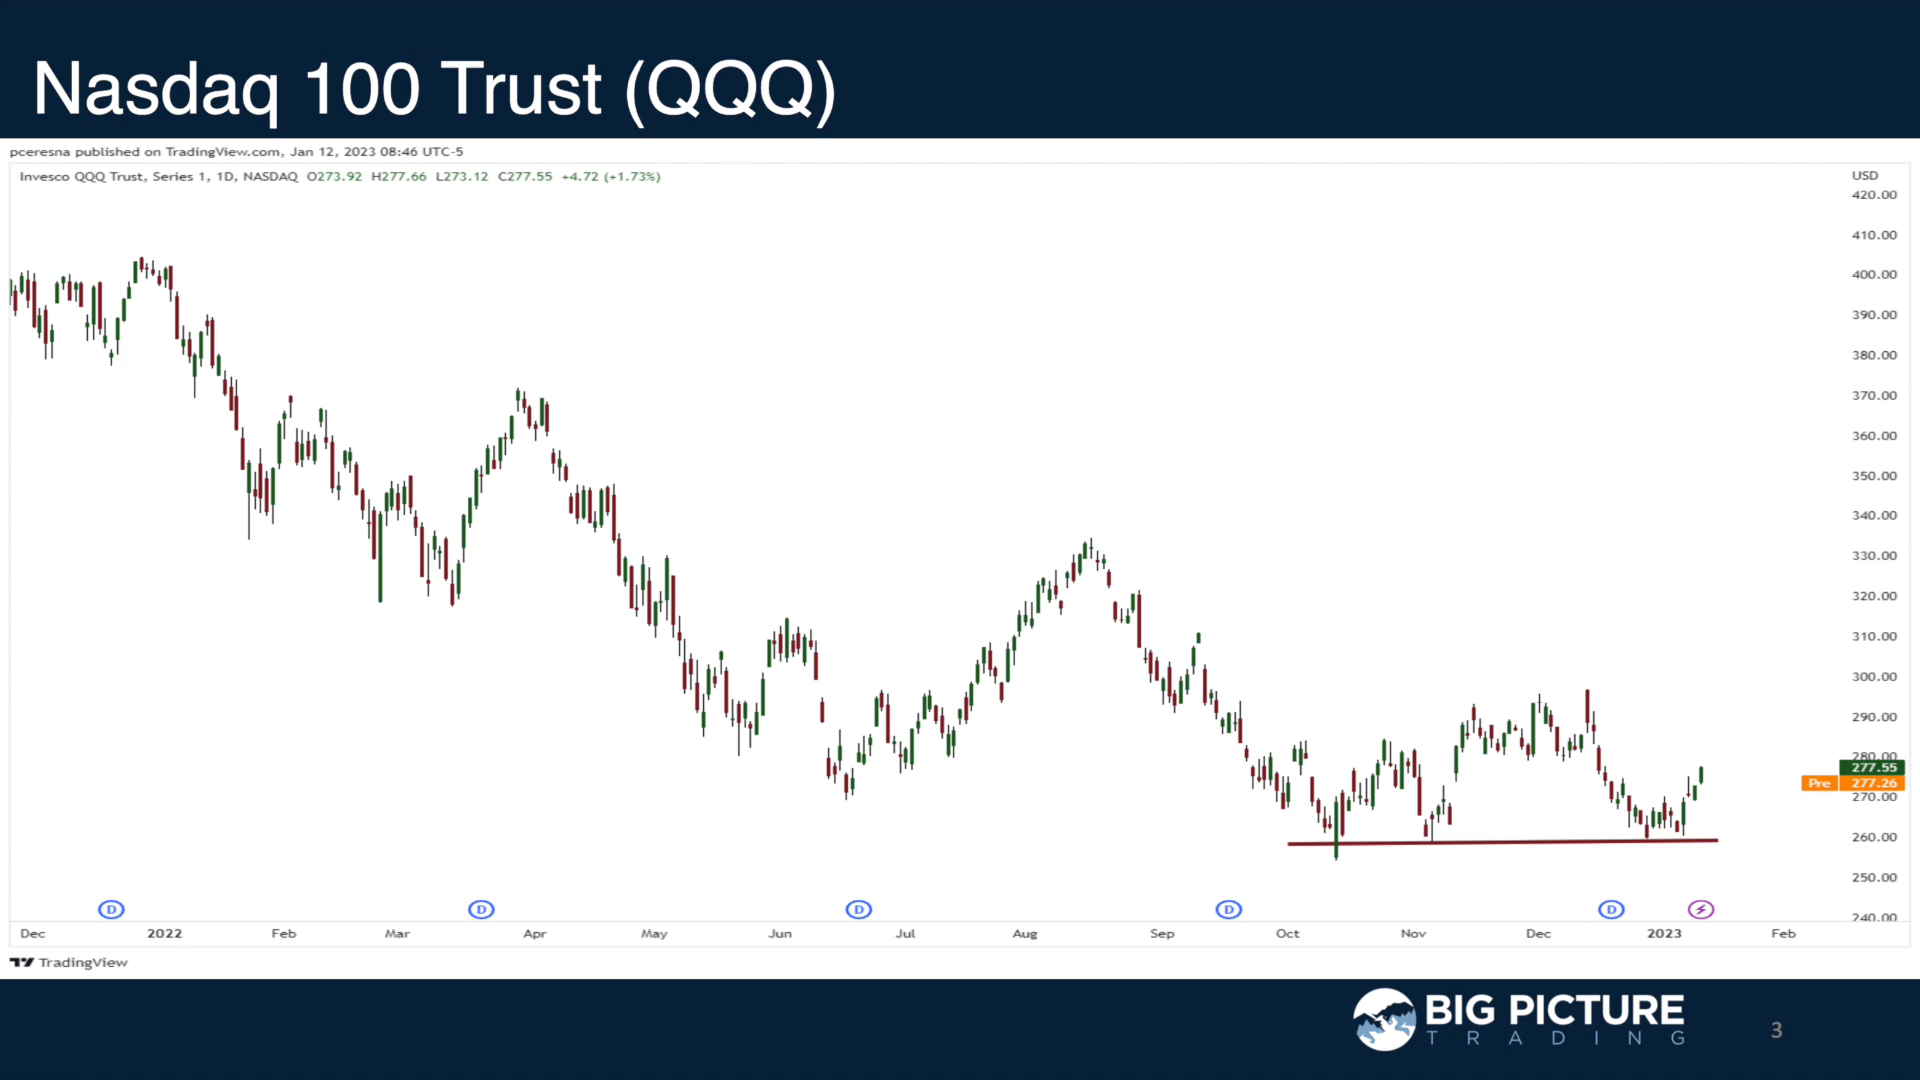 Nasdaq 100 Trust (QQQ)
pceresna published on TradingView.com, Jan 12, 2023 08:46 UTC-5
Invesco QQQ Trust, Series 1, 1D, NASDAQ O273.92 H277.66 L273.12 C277.55 +4.72 (+1.73%)
USD
420.00
410.00
400.00
390.00
380.00
370.00
360.00
350.00
340.00
330.00
320.00
310.00
300.00
290.00
280.00
277.55
Pre 277.26
270.00
260.00
250.00
240.00
D D D D D
Dec 2022 Feb Mar Apr May Jun Jul Aug Sep Oct Nov Dec 2023 Feb
TradingView
BIG PICTURE
TRADING
3